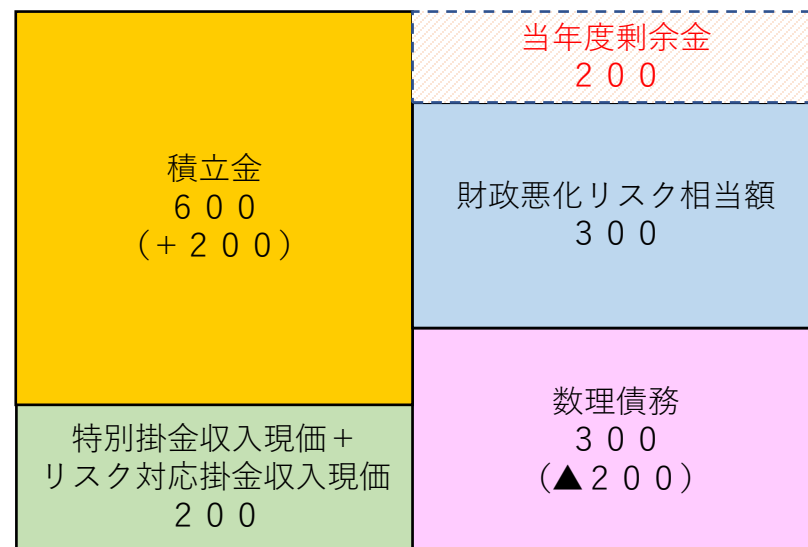 積立金
６００
（＋２００）
特別掛金収入現価＋
リスク対応掛金収入現価
２００
当年度剰余金
２００
財政悪化リスク相当額
３００
数理債務
３００
（▲２００）